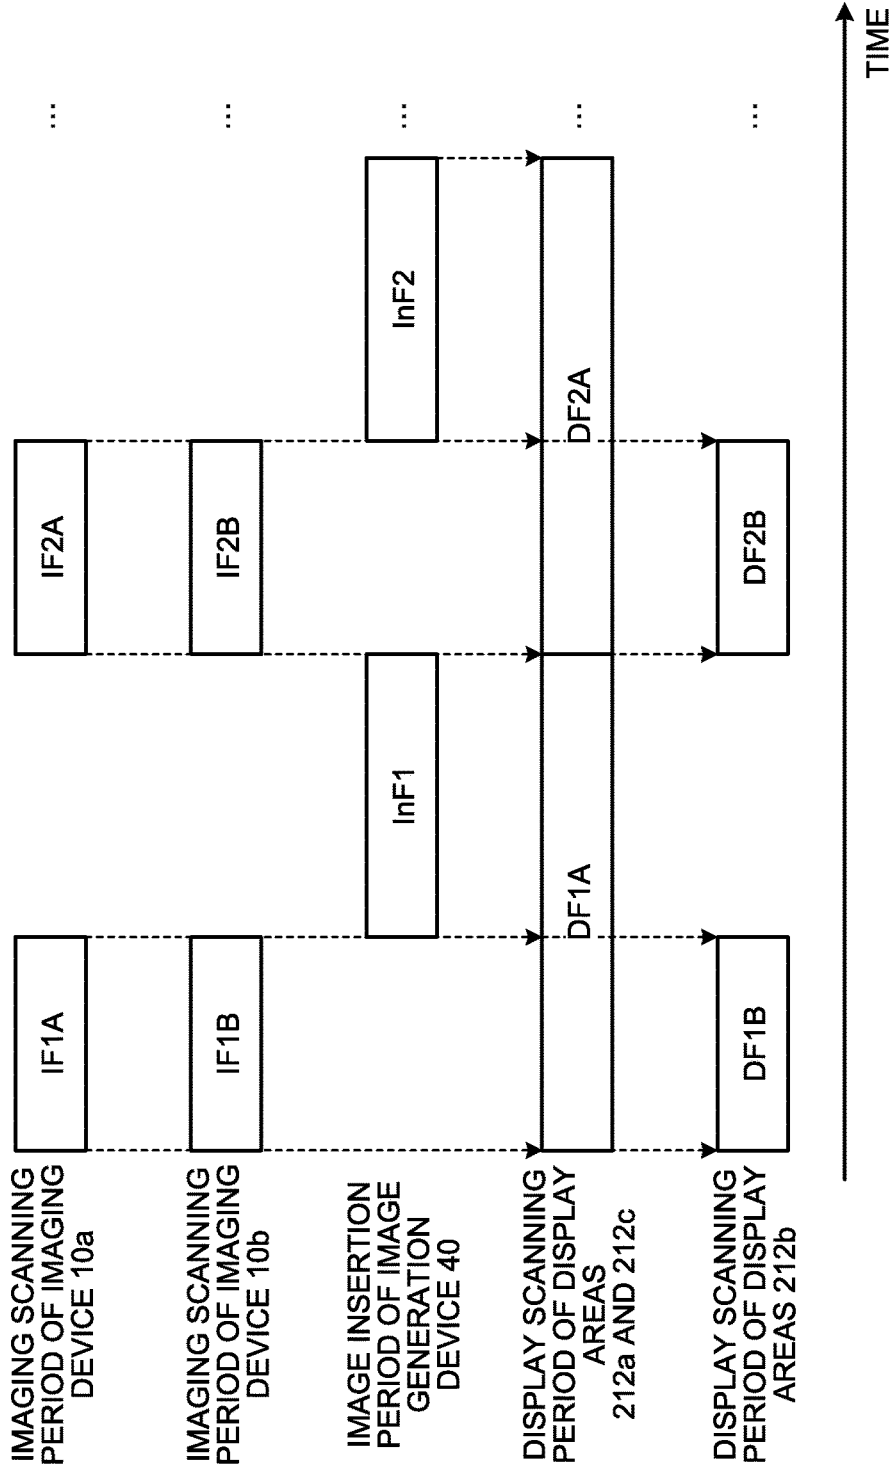 IMAGING SCANNING
PERIOD OF IMAGING
DEVICE 10a
IF1A
IF2A
...
IMAGING SCANNING
PERIOD OF IMAGING
DEVICE 10b
IF1B
IF2B
...
IMAGE INSERTION
PERIOD OF IMAGE
GENERATION
DEVICE 40
InF1
InF2
...
DISPLAY SCANNING
PERIOD OF DISPLAY
AREAS
212a AND 212c
DF1A
DF2A
...
DISPLAY SCANNING
PERIOD OF DISPLAY
AREAS 212b
DF1B
DF2B
...
TIME